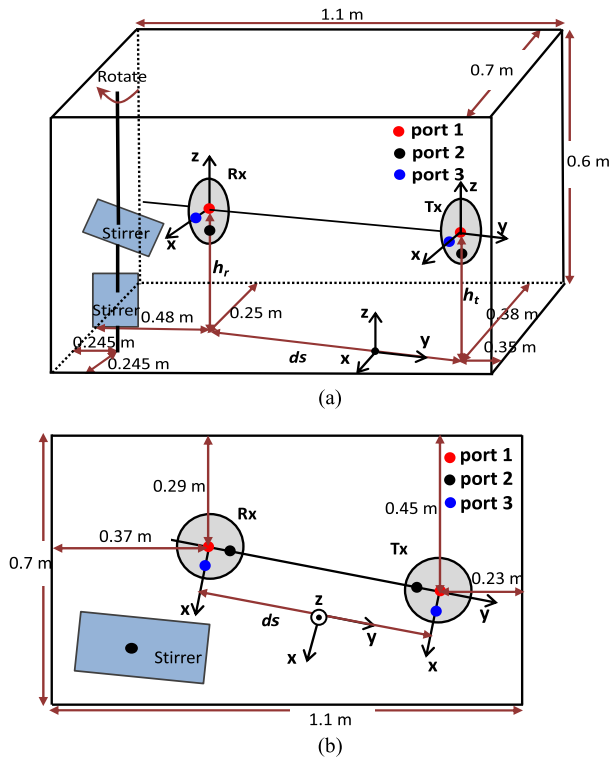 1.1 m
0.7 m
Rotate
port 1
port 2
port 3
0.6 m
z
Rx
z
Tx
y
x
Stirrer
x
hr
ht
Stirrer
0.25 m
0.38 m
0.48 m
z
0.245 m
ds
y
0.35 m
x
0.245 m
(a)
port 1
port 2
port 3
0.29 m
0.45 m
Rx
0.37 m
Tx
0.7 m
0.23 m
x
z
ds
y
y
Stirrer
x
x
1.1 m
(b)